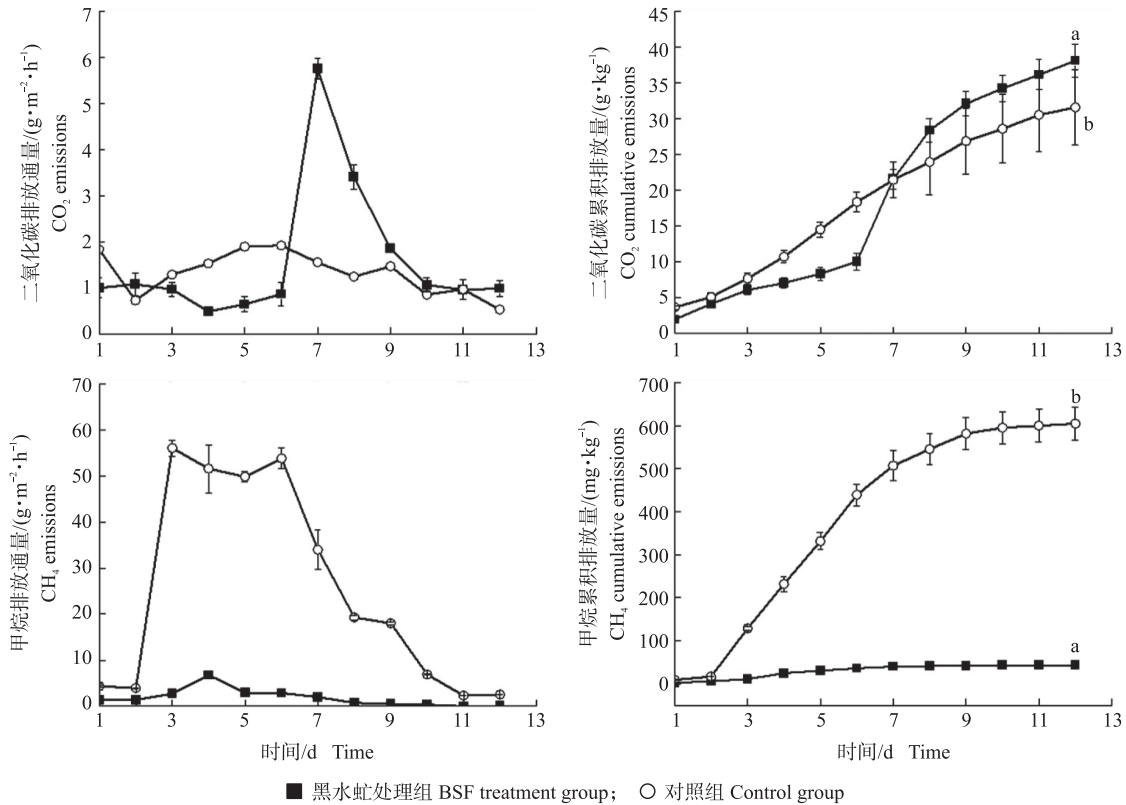 二氧化碳排放通量/(g·m⁻²·h⁻¹)
CO₂ emissions
7
6
5
4
3
2
1
0
1 3 5 7 9 11 13
二氧化碳累积排放量/(g·kg⁻¹)
CO₂ cumulative emissions
45
40
35
30
25
20
15
10
5
0
a
b
1 3 5 7 9 11 13
甲烷排放通量/(g·m⁻²·h⁻¹)
CH₄ emissions
70
60
50
40
30
20
10
0
1 3 5 7 9 11 13
时间/d Time
甲烷累积排放量/(mg·kg⁻¹)
CH₄ cumulative emissions
700
600
500
400
300
200
100
0
b
a
1 3 5 7 9 11 13
时间/d Time
黑水虻处理组 BSF treatment group； 对照组 Control group